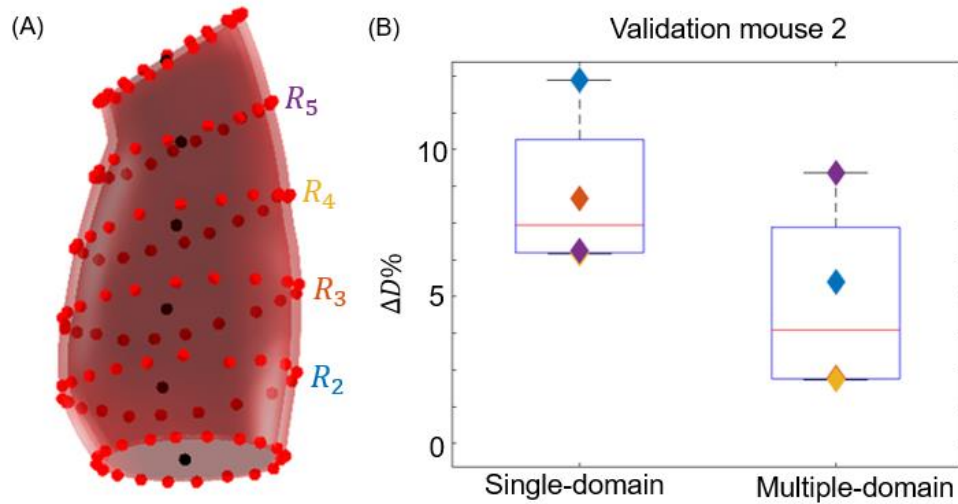 (A)
R₅
R₄
R₃
R₂
(B)
Validation mouse 2
ΔD%
10
5
0
Single-domain
Multiple-domain